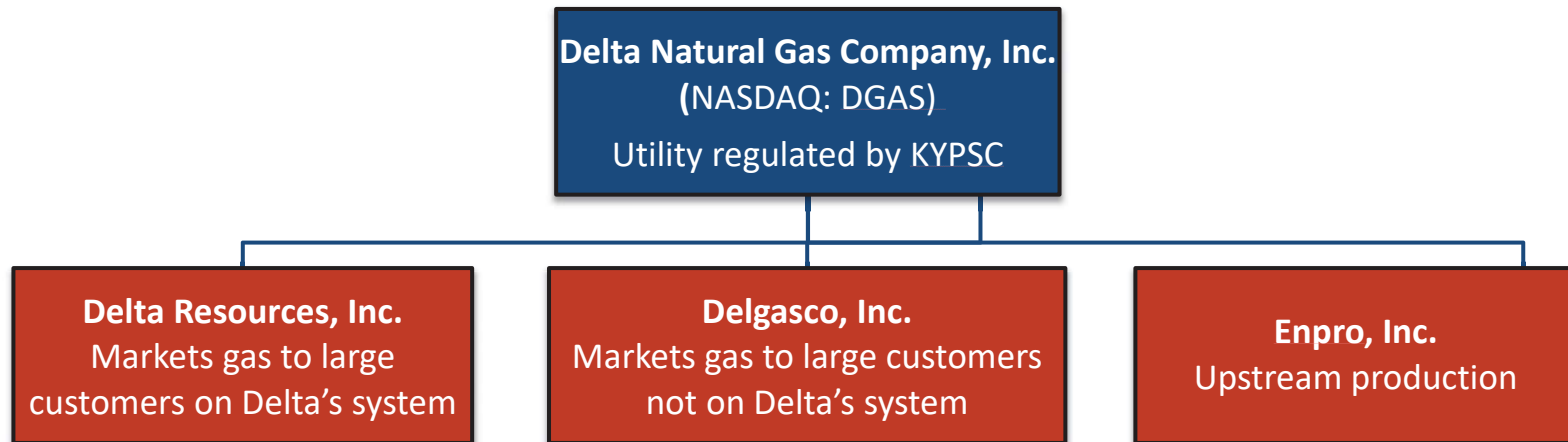 Delta Natural Gas Company, Inc.
(NASDAQ: DGAS)
Utility regulated by KYPSC
Delta Resources, Inc.
Markets gas to large
customers on Delta’s system
Delgasco, Inc.
Markets gas to large customers
not on Delta’s system
Enpro, Inc.
Upstream production